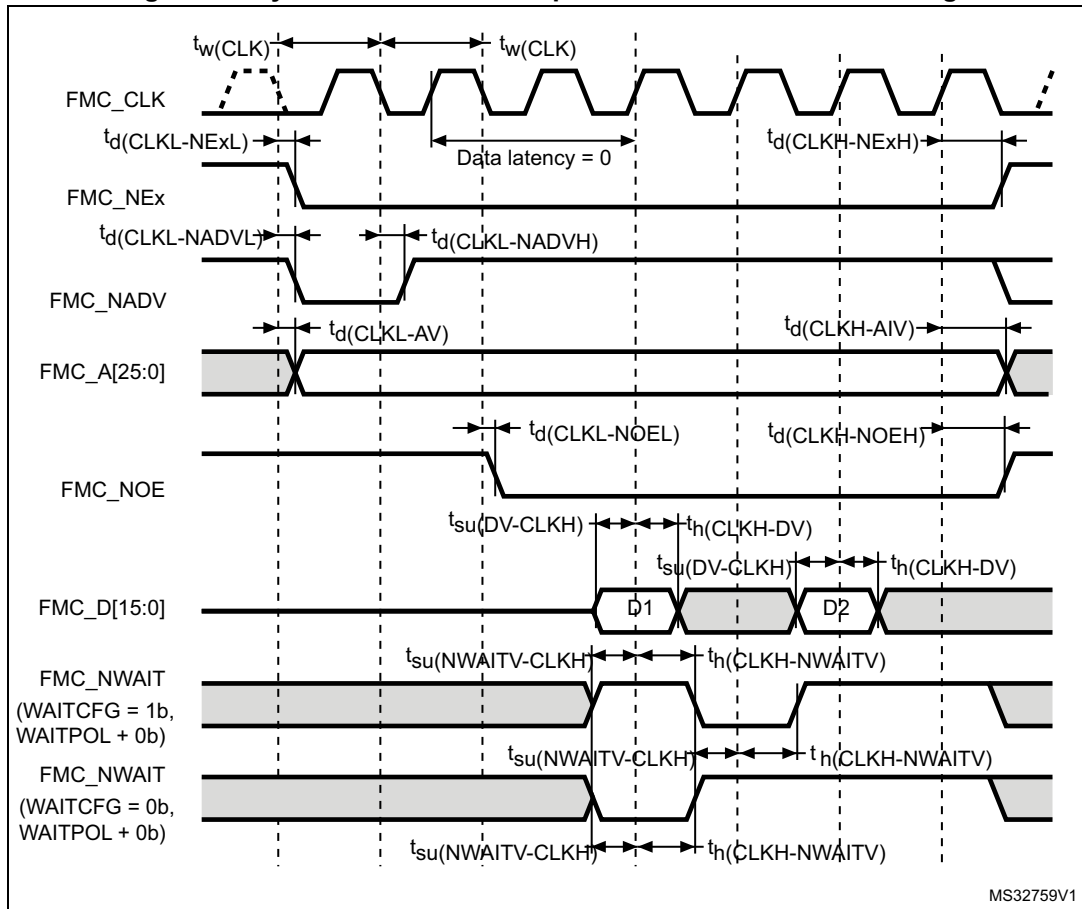 tw(CLK) tw(CLK)
FMC_CLK
td(CLKL-NExL) Data latency = 0 td(CLKH-NExH)
FMC_NEx
td(CLKL-NADVL) td(CLKL-NADVH)
FMC_NADV
td(CLKL-AV) td(CLKH-AIV)
FMC_A[25:0]
td(CLKL-NOEL) td(CLKH-NOEH)
FMC_NOE
tsu(DV-CLKH) th(CLKH-DV)
tsu(DV-CLKH) th(CLKH-DV)
FMC_D[15:0] D1 D2
tsu(NWAITV-CLKH) th(CLKH-NWAITV)
FMC_NWAIT
(WAITCFG = 1b,
WAITPOL + 0b)
tsu(NWAITV-CLKH) th(CLKH-NWAITV)
FMC_NWAIT
(WAITCFG = 0b,
WAITPOL + 0b)
tsu(NWAITV-CLKH) th(CLKH-NWAITV)
MS32759V1